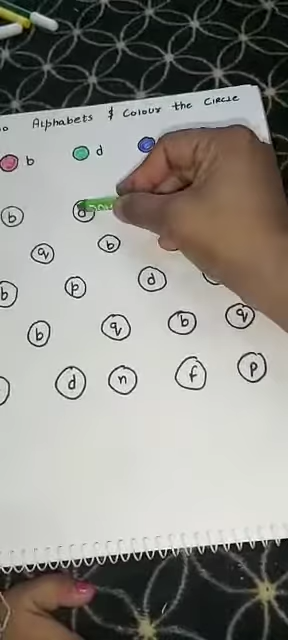 Alphabets & Colour the CIRCLE
b d
b d
q b
b p d
b q b q
d n f p